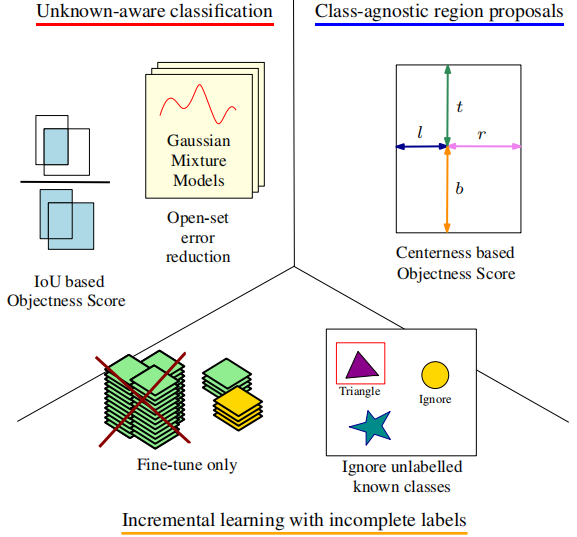 Unknown-aware classification
Class-agnostic region proposals
Gaussian
Mixture
Models
Open-set
error
reduction
IoU based
Objectness Score
t
l
r
b
Centerness based
Objectness Score
Fine-tune only
Triangle
Ignore
Ignore unlabelled
known classes
Incremental learning with incomplete labels